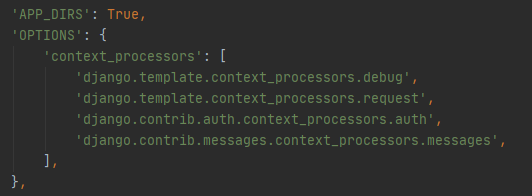 'APP_DIRS': True,
'OPTIONS': {
    'context_processors': [
        'django.template.context_processors.debug',
        'django.template.context_processors.request',
        'django.contrib.auth.context_processors.auth',
        'django.contrib.messages.context_processors.messages',
    ],
},